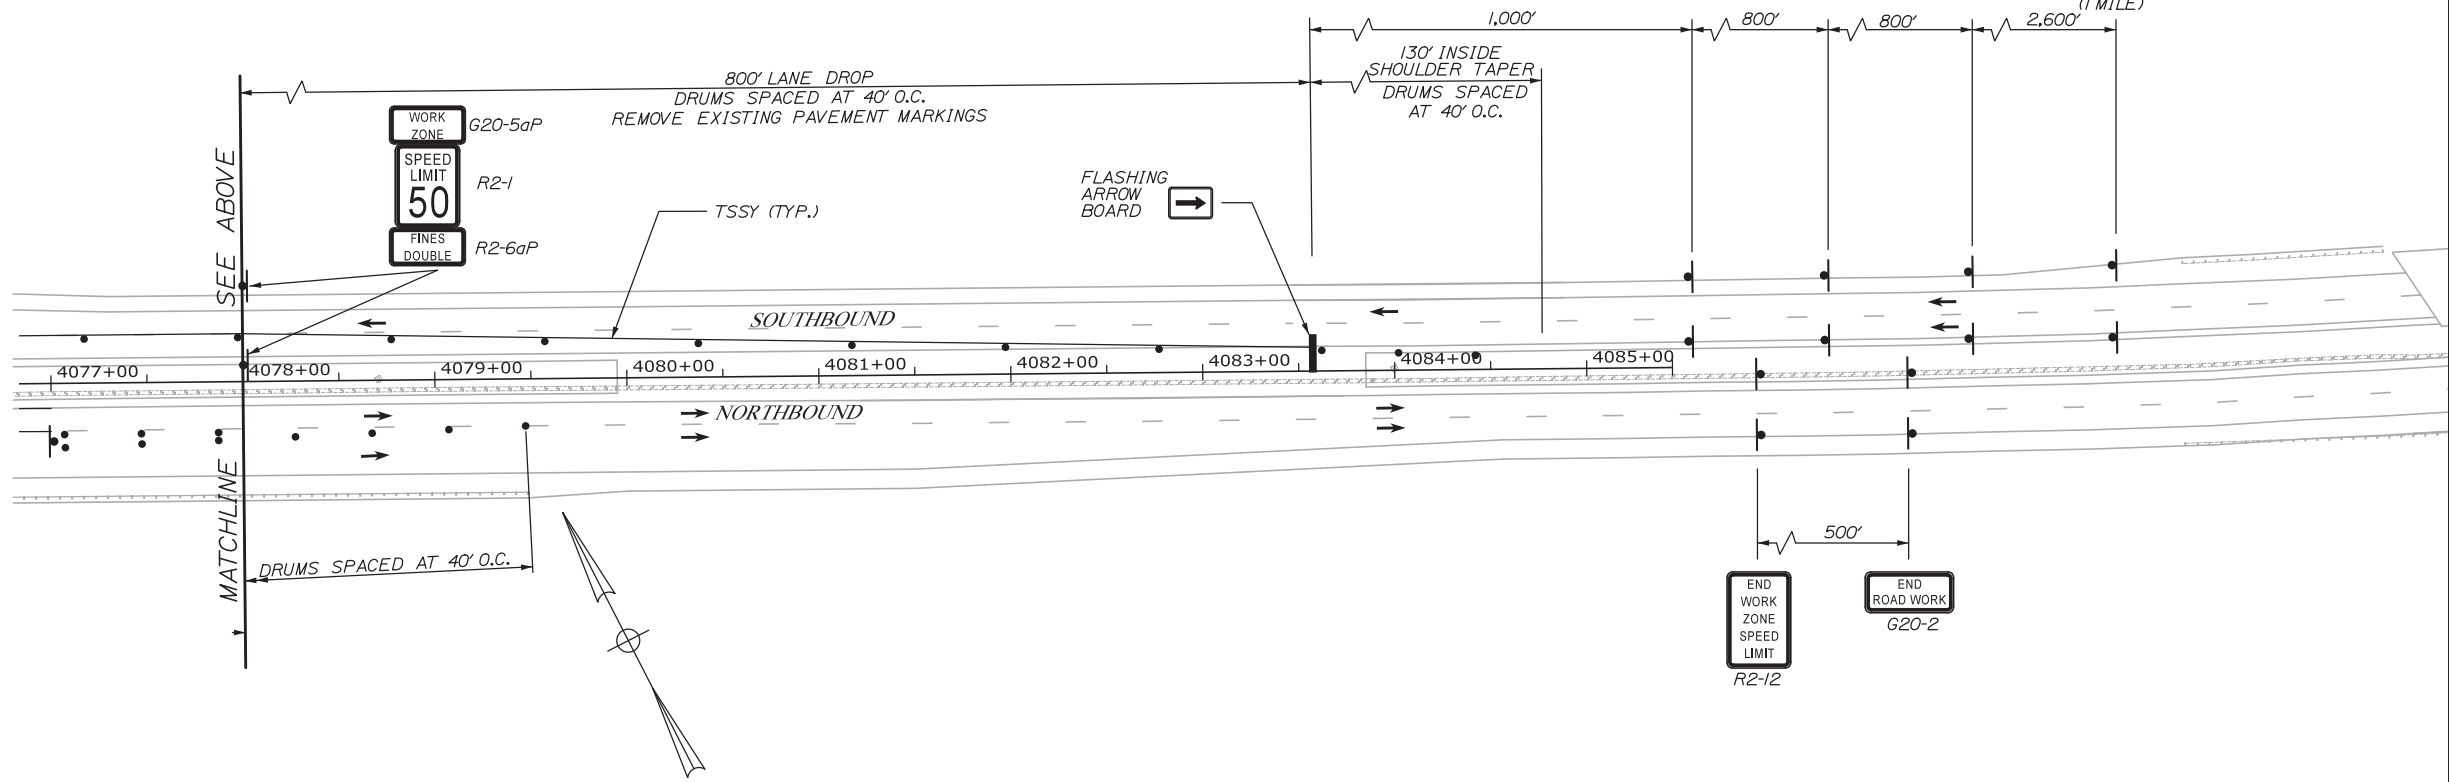 (1 MILE)
1,000'
800'
800'
2,600'
130' INSIDE
SHOULDER TAPER
DRUMS SPACED
AT 40' O.C.
800' LANE DROP
DRUMS SPACED AT 40' O.C.
REMOVE EXISTING PAVEMENT MARKINGS
WORK
ZONE
G20-5aP
SPEED
LIMIT
50
R2-1
FINES
DOUBLE
R2-6aP
SEE ABOVE
MATCHLINE
TSSY (TYP.)
FLASHING
ARROW
BOARD
SOUTHBOUND
4077+00
4078+00
4079+00
4080+00
4081+00
4082+00
4083+00
4084+00
4085+00
NORTHBOUND
DRUMS SPACED AT 40' O.C.
500'
END
WORK
ZONE
SPEED
LIMIT
R2-12
END
ROAD WORK
G20-2